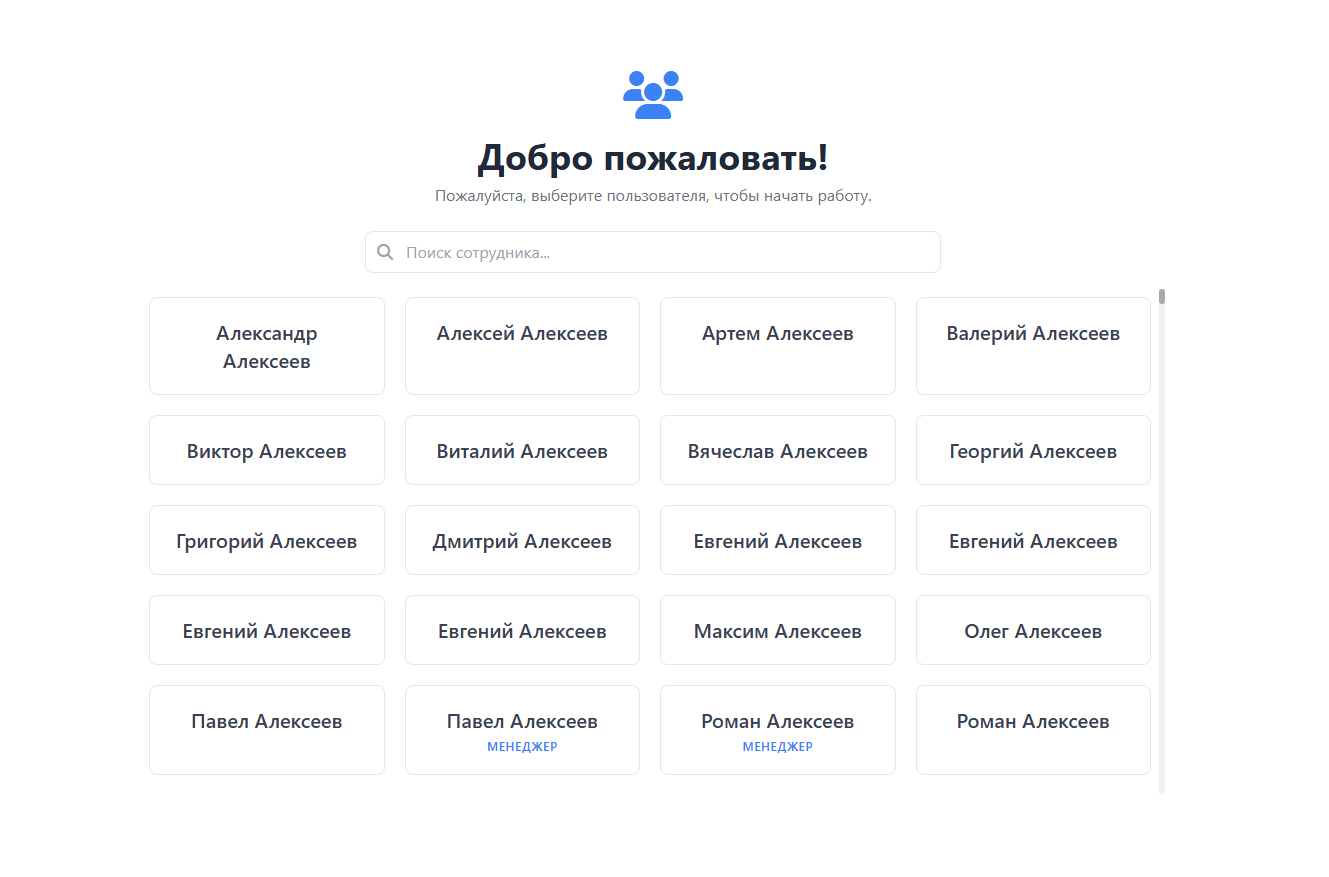 Добро пожаловать!
Пожалуйста, выберите пользователя, чтобы начать работу.
Поиск сотрудника...
Александр
Алексеев
Алексей Алексеев
Артем Алексеев
Валерий Алексеев
Виктор Алексеев
Виталий Алексеев
Вячеслав Алексеев
Георгий Алексеев
Григорий Алексеев
Дмитрий Алексеев
Евгений Алексеев
Евгений Алексеев
Евгений Алексеев
Евгений Алексеев
Максим Алексеев
Олег Алексеев
Павел Алексеев
Павел Алексеев
МЕНЕДЖЕР
Роман Алексеев
МЕНЕДЖЕР
Роман Алексеев